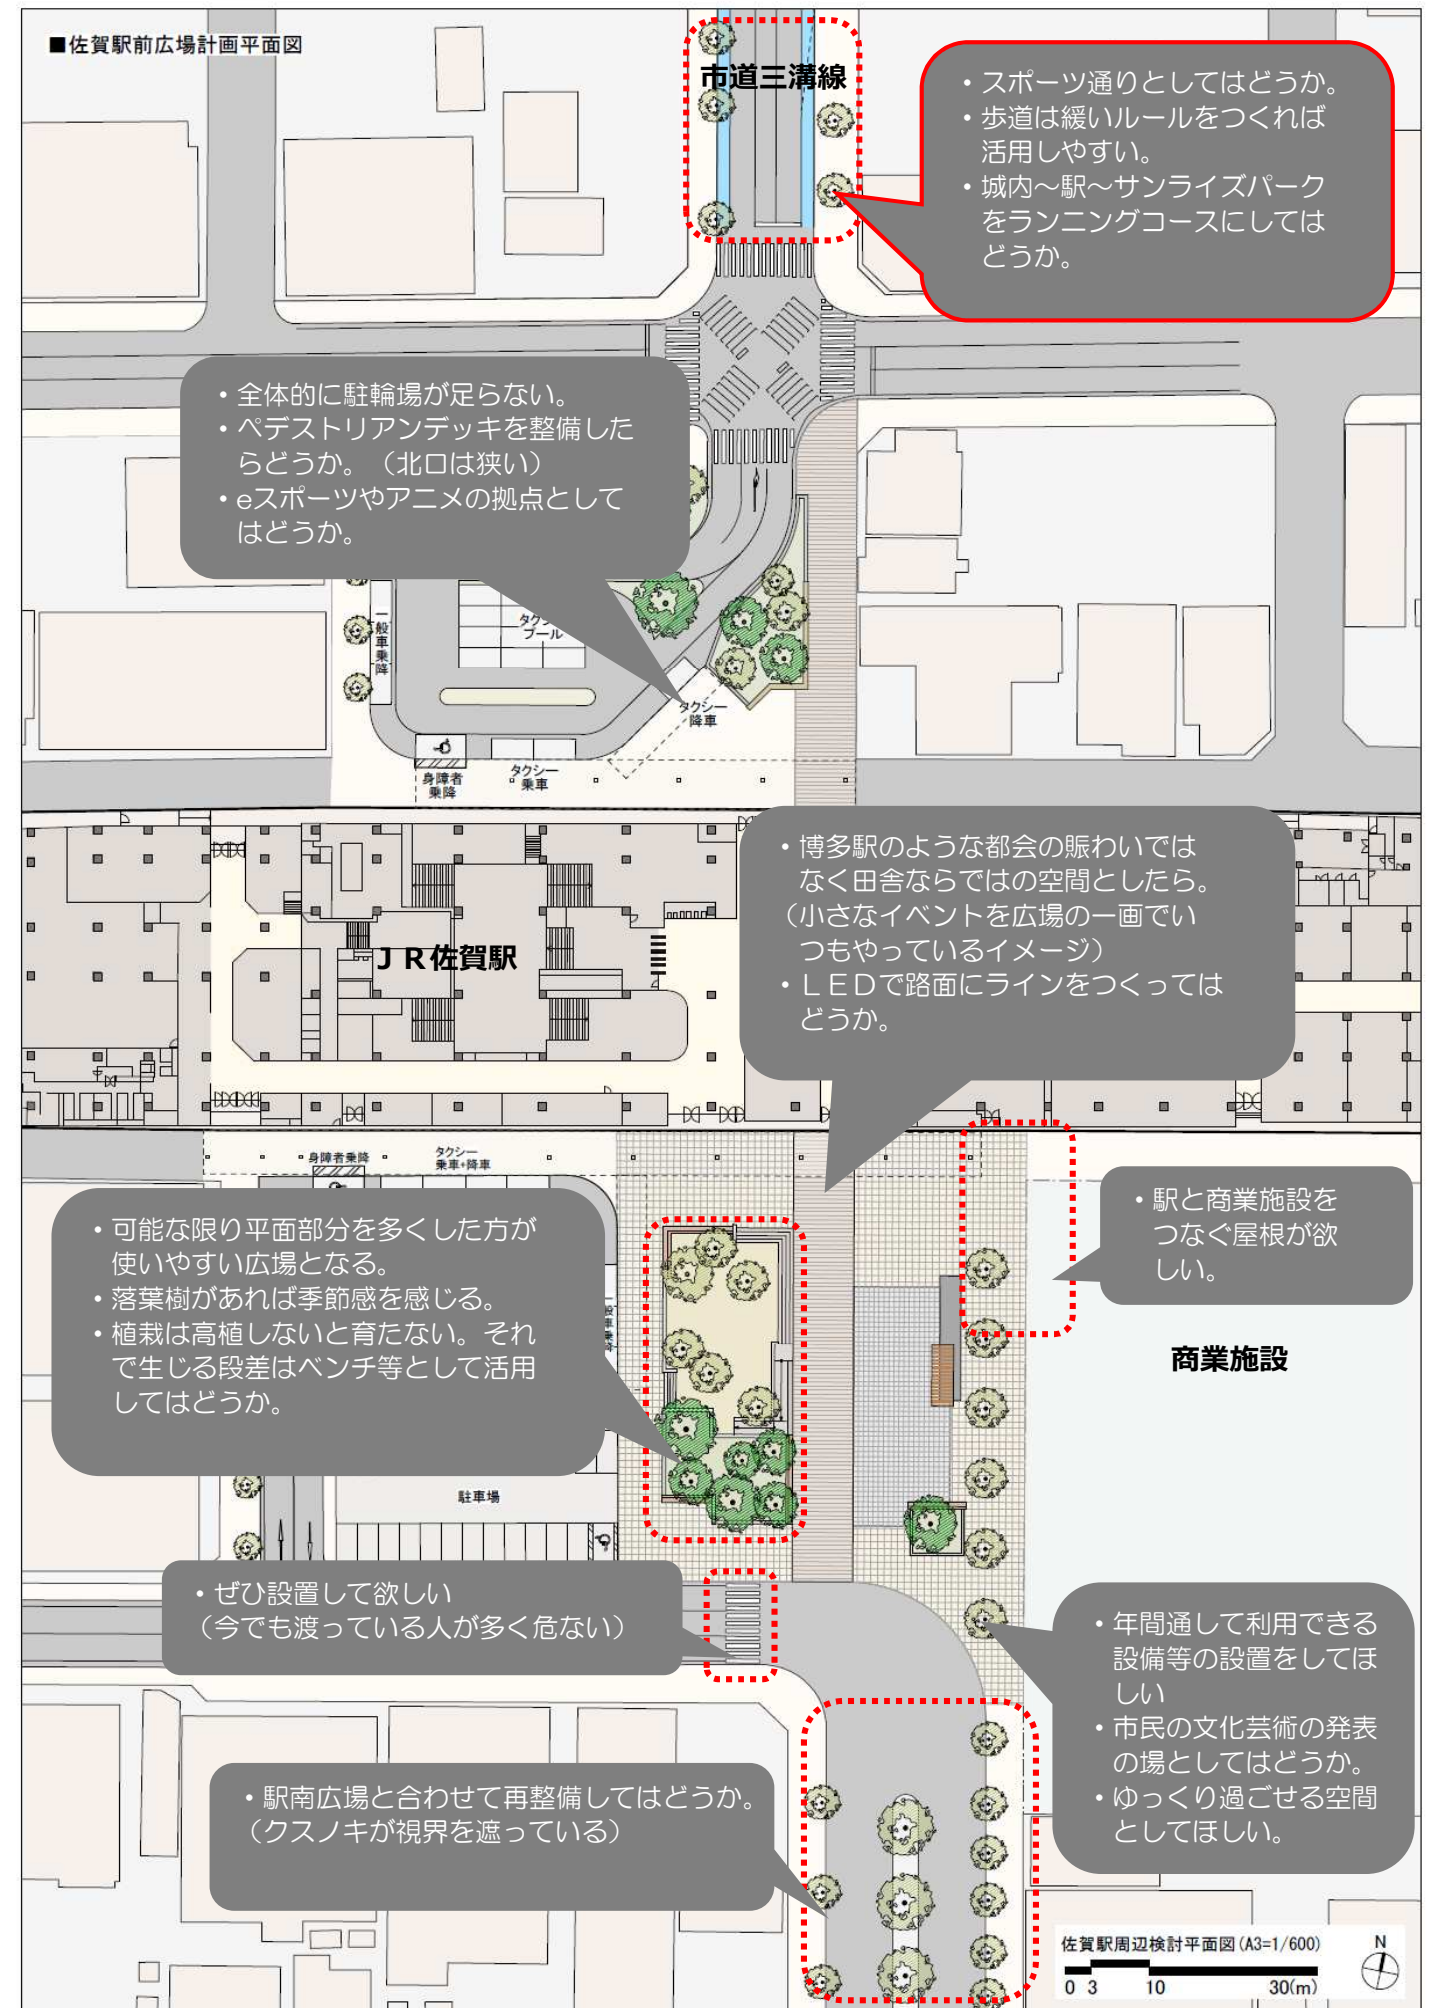 ■佐賀駅前広場計画平面図
市道三溝線
・スポーツ通りとしてはどうか。
・歩道は緩いルールをつくれば
活用しやすい。
・城内～駅～サンライズパーク
をランニングコースにしては
どうか。
・全体的に駐輪場が足らない。
・ペデストリアンデッキを整備した
らどうか。（北口は狭い）
・eスポーツやアニメの拠点として
はどうか。
一般車乗降
タクシー
プール
タクシー
降車
身障者
乗降
タクシー
乗車
・博多駅のような都会の賑わいでは
なく田舎ならではの空間としたら。
（小さなイベントを広場の一画でい
つもやっているイメージ）
・ＬＥＤで路面にラインをつくっては
どうか。
ＪＲ佐賀駅
身障者乗降
タクシー
乗車・降車
・駅と商業施設を
つなぐ屋根が欲
しい。
・可能な限り平面部分を多くした方が
使いやすい広場となる。
・落葉樹があれば季節感を感じる。
・植栽は高植しないと育たない。それ
で生じる段差はベンチ等として活用
してはどうか。
商業施設
駐車場
・ぜひ設置して欲しい
（今でも渡っている人が多く危ない）
・年間通して利用できる
設備等の設置をしてほ
しい
・市民の文化芸術の発表
の場としてはどうか。
・ゆっくり過ごせる空間
としてほしい。
・駅南広場と合わせて再整備してはどうか。
（クスノキが視界を遮っている）
佐賀駅周辺検討平面図(A3=1/600)
N
0 3 10 30(m)